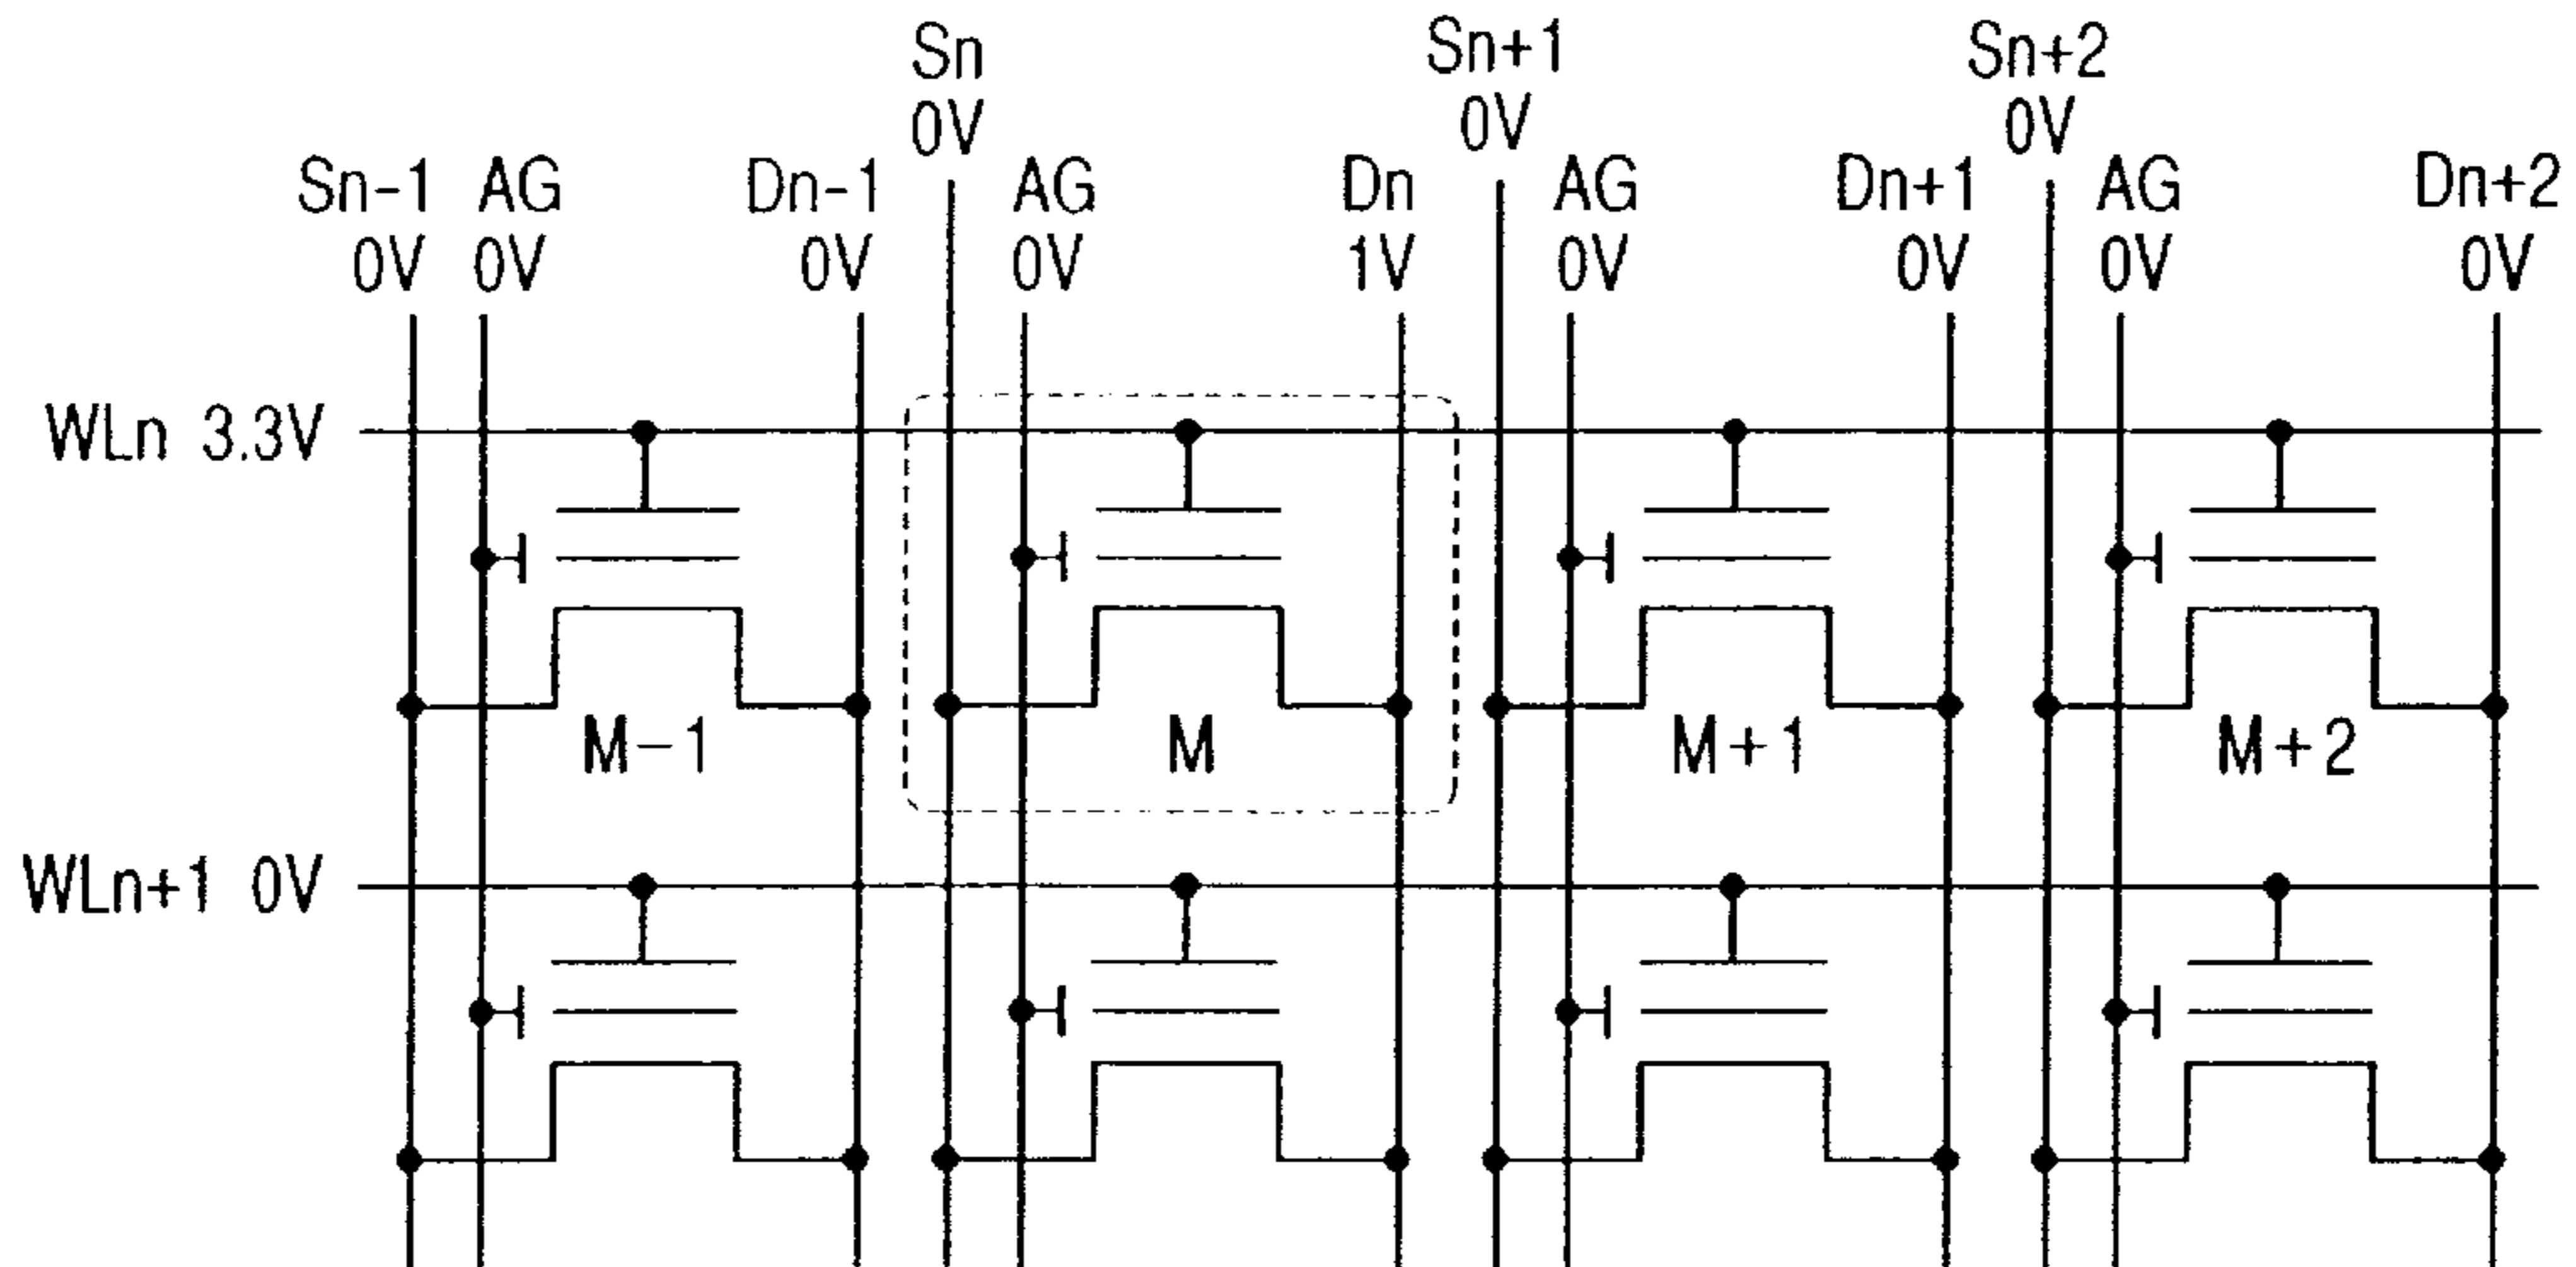 Sn
0V
Sn+1
0V
Sn+2
0V
Sn-1
0V
AG
0V
Dn-1
0V
AG
0V
Dn
1V
AG
0V
Dn+1
0V
AG
0V
Dn+2
0V
WLn 3.3V
M-1
M
M+1
M+2
WLn+1 0V